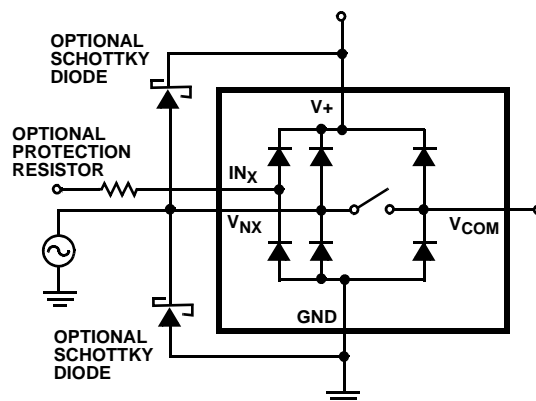 OPTIONAL
SCHOTTKY
DIODE
V+
OPTIONAL
PROTECTION
RESISTOR
INX
VNX
VCOM
GND
OPTIONAL
SCHOTTKY
DIODE